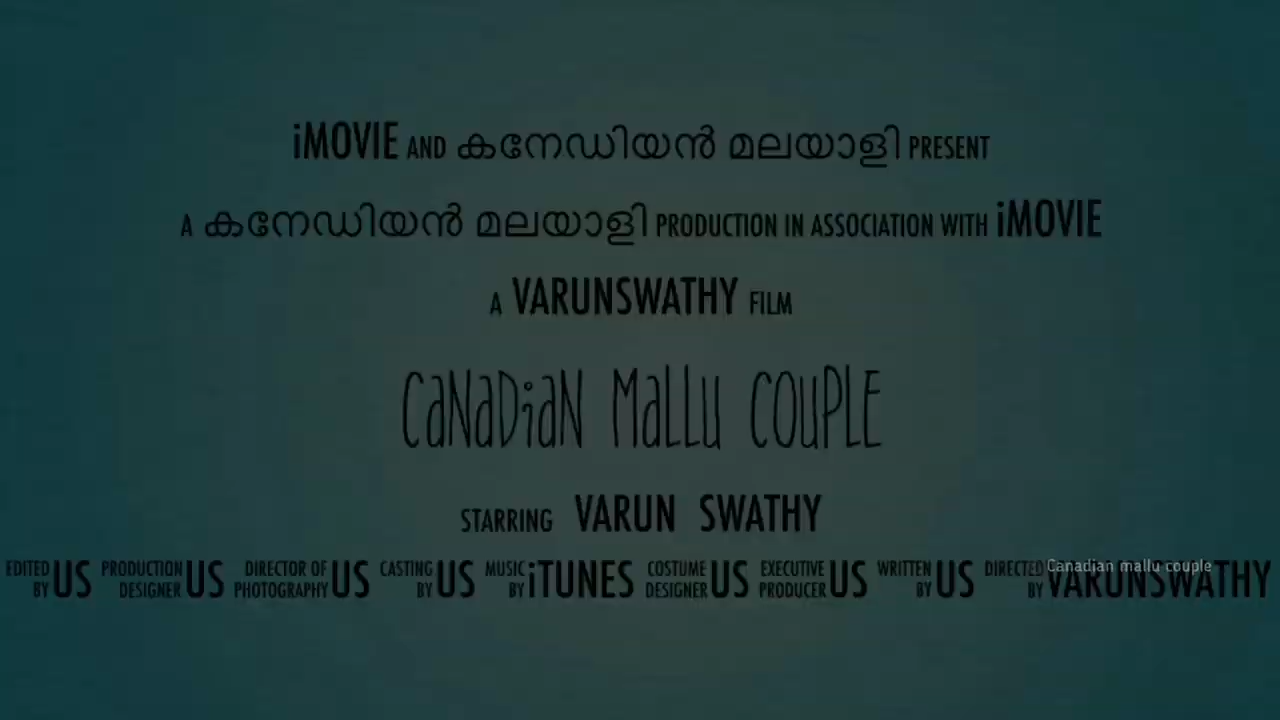 iMOVIE AND കനേഡിയൻ മലയാളി PRESENT
A കനേഡിയൻ മലയാളി PRODUCTION IN ASSOCIATION WITH iMOVIE
A VARUNSWATHY FILM
CaNaDiaN MaLLu COuPLE
STARRING VARUN SWATHY
EDITED BY US PRODUCTION DESIGNER US DIRECTOR OF PHOTOGRAPHY US CASTING BY US MUSIC BY iTUNES COSTUME DESIGNER US EXECUTIVE PRODUCER US WRITTEN BY US DIRECTED BY VARUNSWATHY
Canadian mallu couple